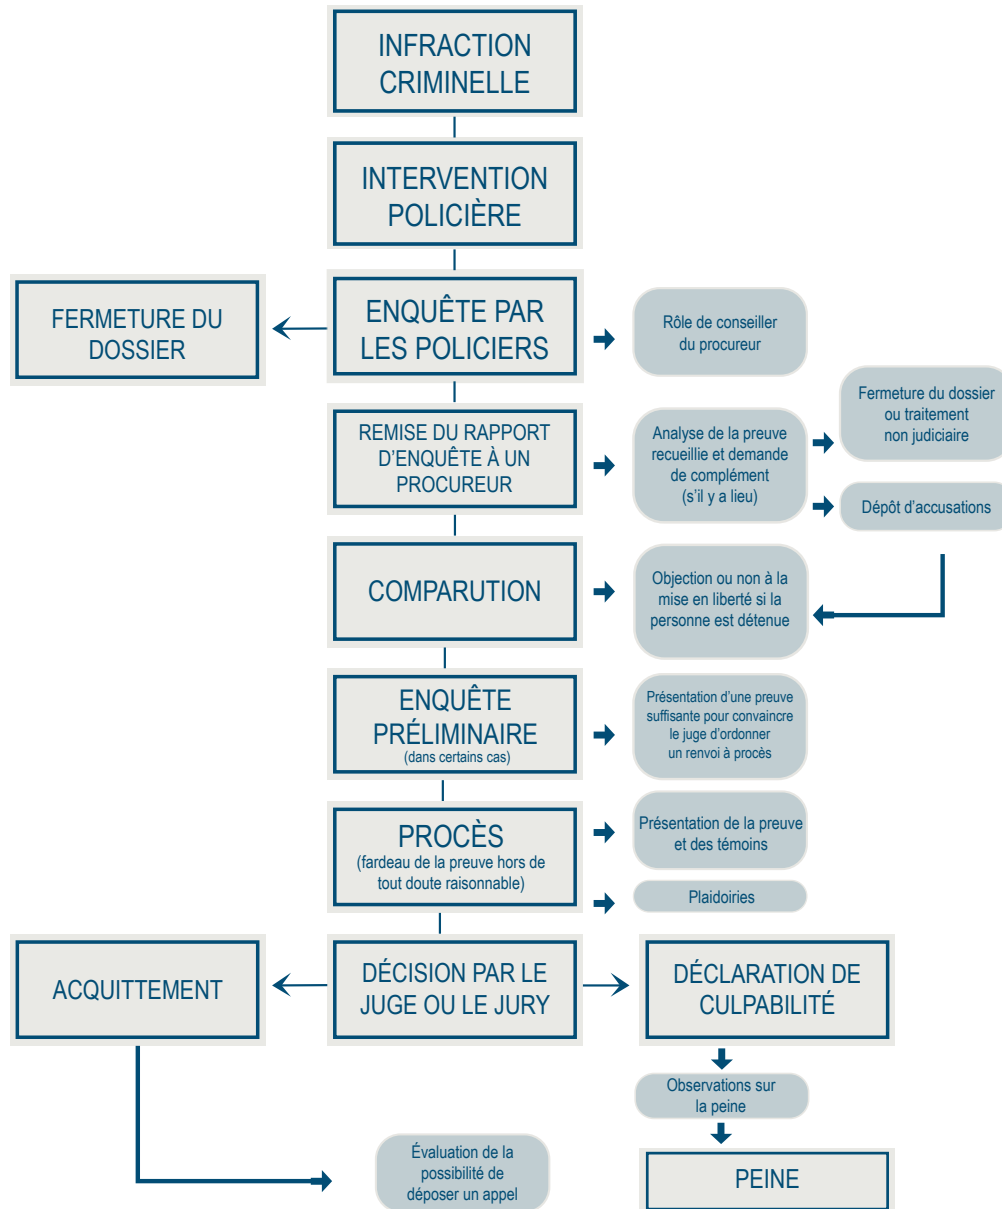 INFRACTION
CRIMINELLE
INTERVENTION
POLICIÈRE
ENQUÊTE PAR
LES POLICIERS
FERMETURE DU
DOSSIER
Rôle de conseiller
du procureur
REMISE DU RAPPORT
D'ENQUÊTE À UN
PROCUREUR
Analyse de la preuve
recueillie et demande
de complément
(s'il y a lieu)
Fermeture du dossier
ou traitement
non judiciaire
Dépôt d'accusations
COMPARUTION
Objection ou non à la
mise en liberté si la
personne est détenue
ENQUÊTE
PRÉLIMINAIRE
(dans certains cas)
Présentation d'une preuve
suffisante pour convaincre
le juge d'ordonner
un renvoi à procès
PROCÈS
(fardeau de la preuve hors de
tout doute raisonnable)
Présentation de la preuve
et des témoins
Plaidoiries
ACQUITTEMENT
DÉCISION PAR LE
JUGE OU LE JURY
DÉCLARATION DE
CULPABILITÉ
Observations sur
la peine
Évaluation de la
possibilité de
déposer un appel
PEINE